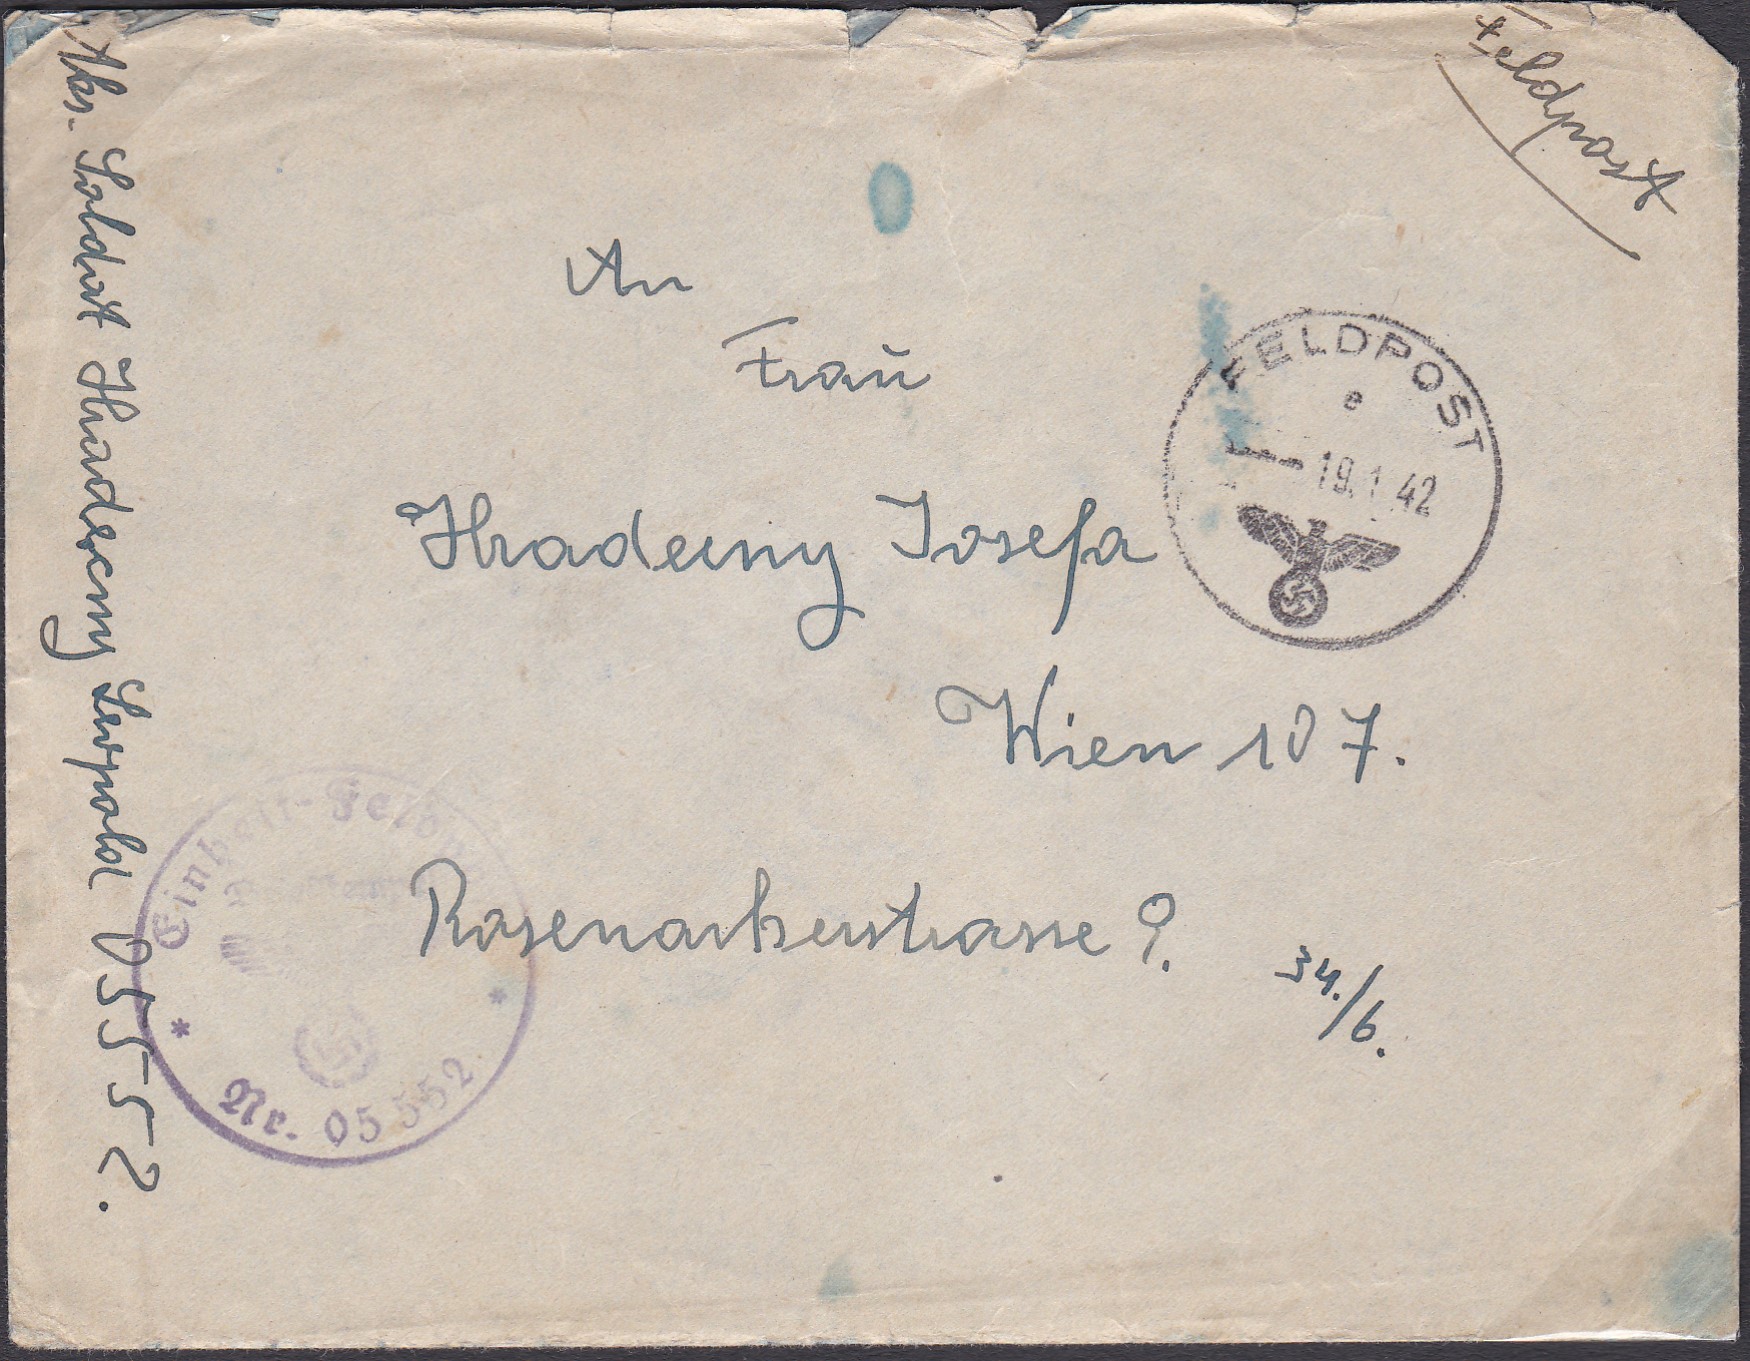 Feldpost
An
Frau
FELDPOST
e
19.1.42
Hradecny Josefa
Wien 107.
Rosenackerstrasse 9.
34./6.
Abs. Soldat Hradecny Leopold 05552.
Einheit-Feldp
Nr. 05552